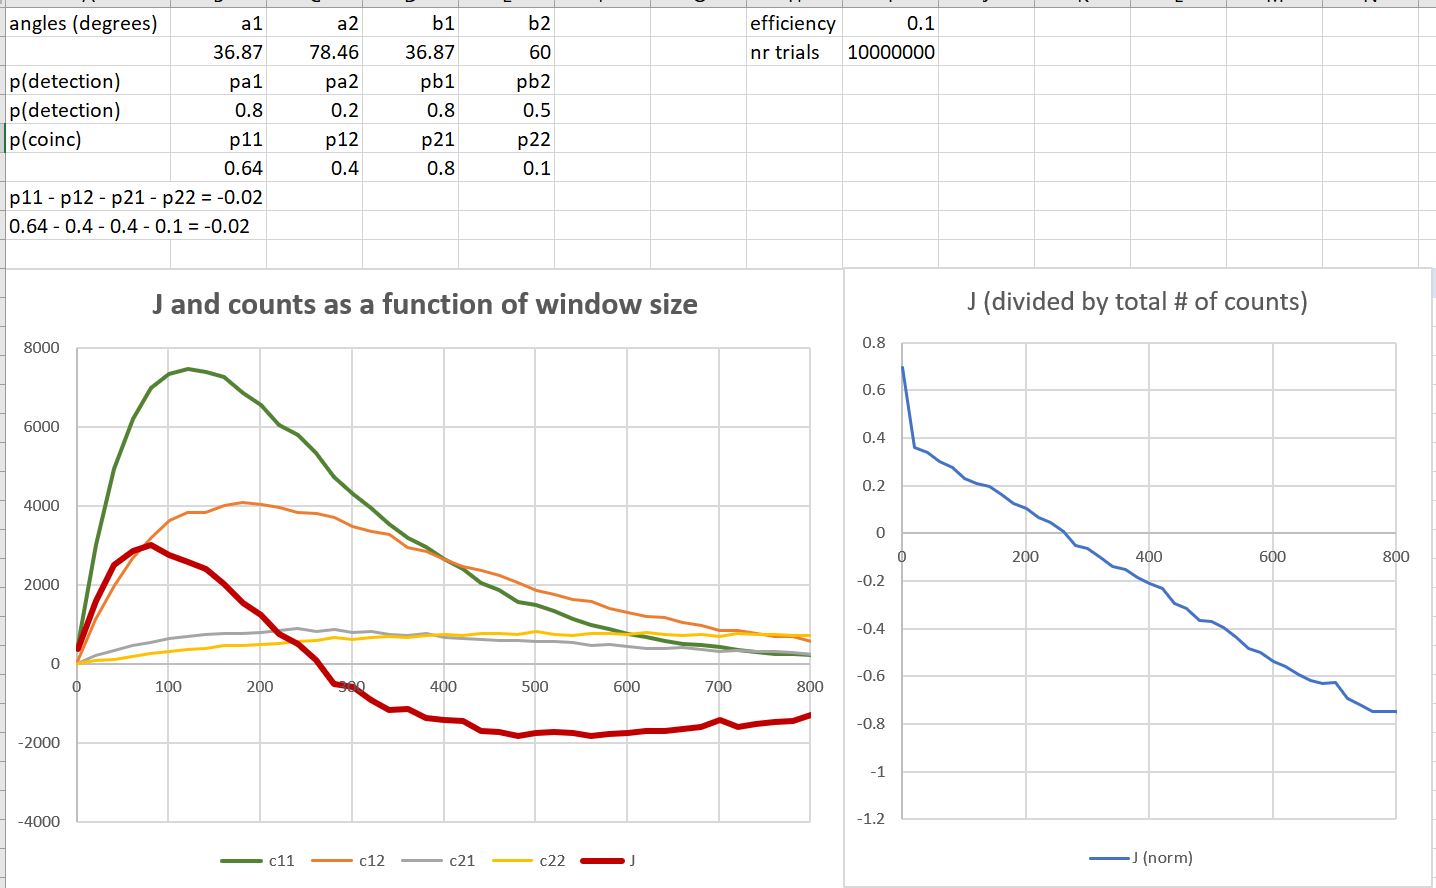 angles (degrees) a1 a2 b1 b2 efficiency 0.1
36.87 78.46 36.87 60 nr trials 10000000
p(detection) pa1 pa2 pb1 pb2
p(detection) 0.8 0.2 0.8 0.5
p(coinc) p11 p12 p21 p22
0.64 0.4 0.8 0.1
p11 - p12 - p21 - p22 = -0.02
0.64 - 0.4 - 0.4 - 0.1 = -0.02
J and counts as a function of window size
8000
6000
4000
2000
0
-2000
-4000
0 100 200 300 400 500 600 700 800
c11 c12 c21 c22 J
J (divided by total # of counts)
0.8
0.6
0.4
0.2
0
-0.2
-0.4
-0.6
-0.8
-1
-1.2
0 200 400 600 800
J (norm)